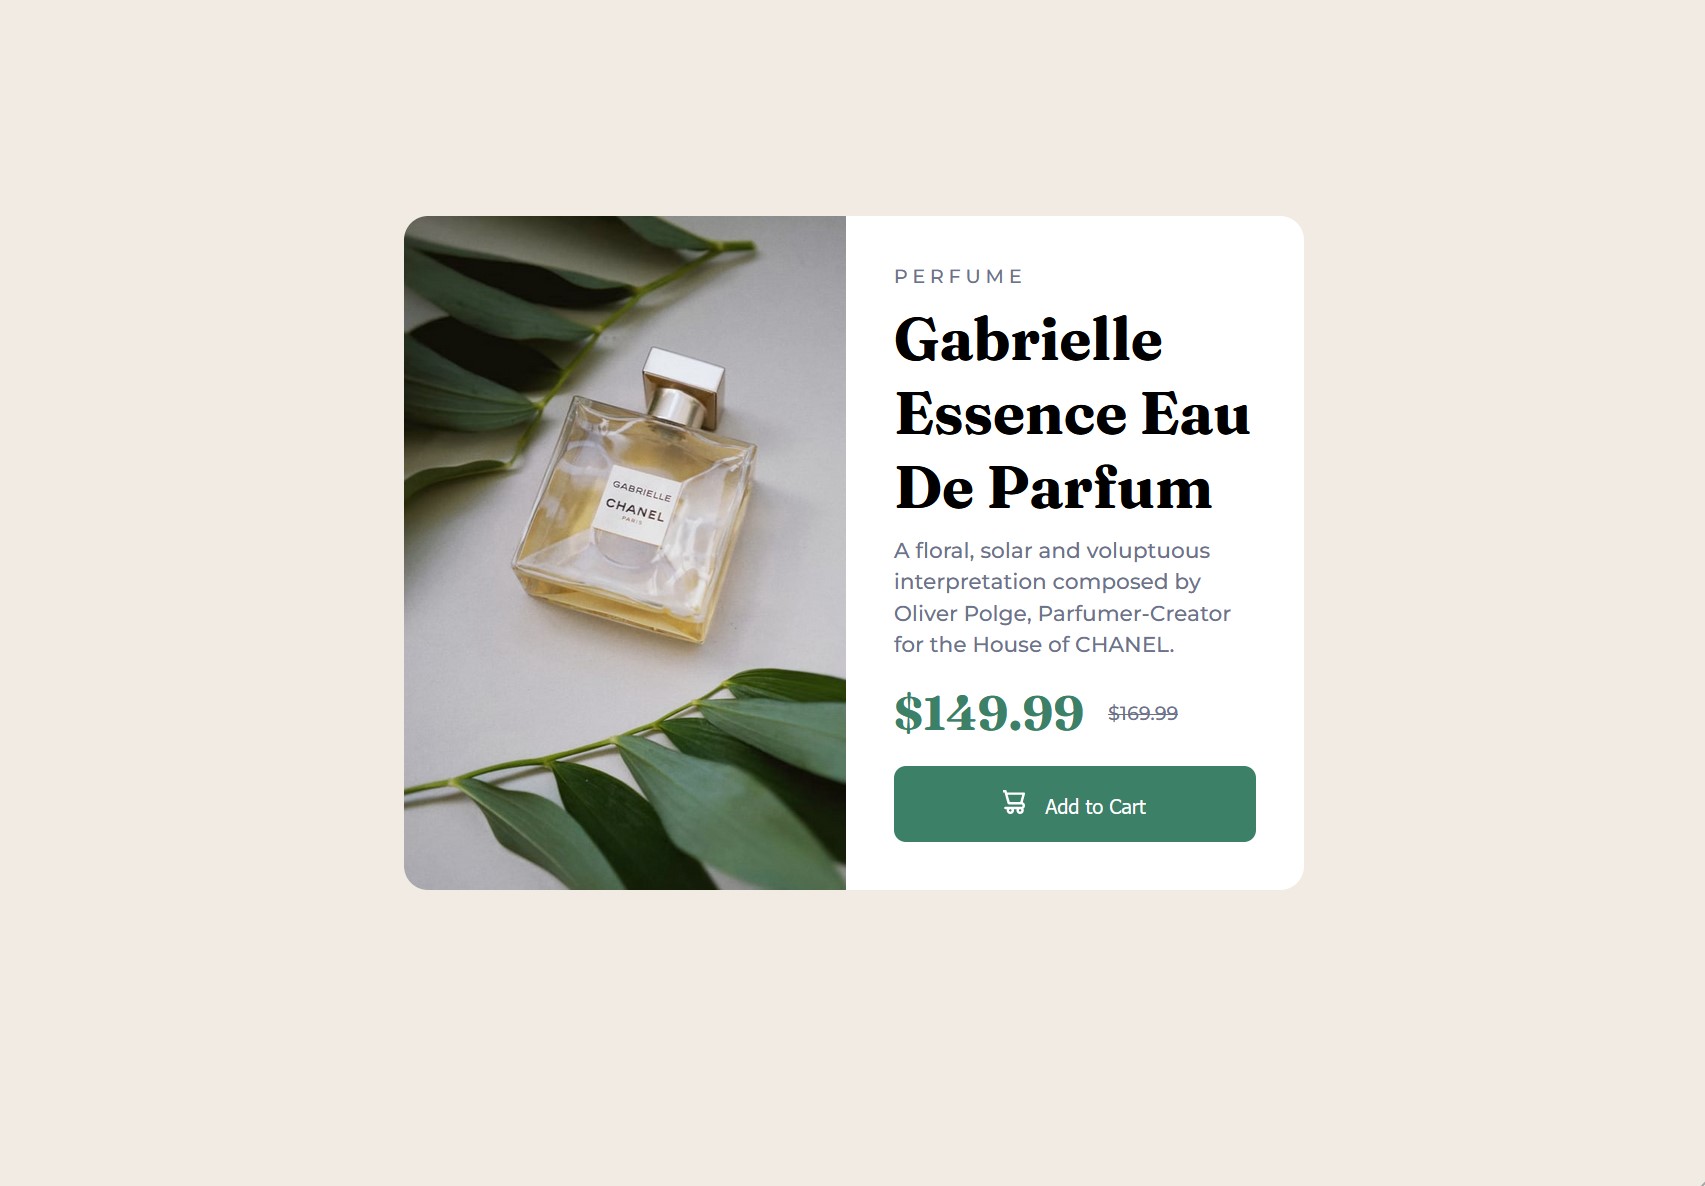 GABRIELLE
CHANEL
PARIS
PERFUME
Gabrielle
Essence Eau
De Parfum
A floral, solar and voluptuous
interpretation composed by
Oliver Polge, Parfumer-Creator
for the House of CHANEL.
$149.99 $169.99
Add to Cart